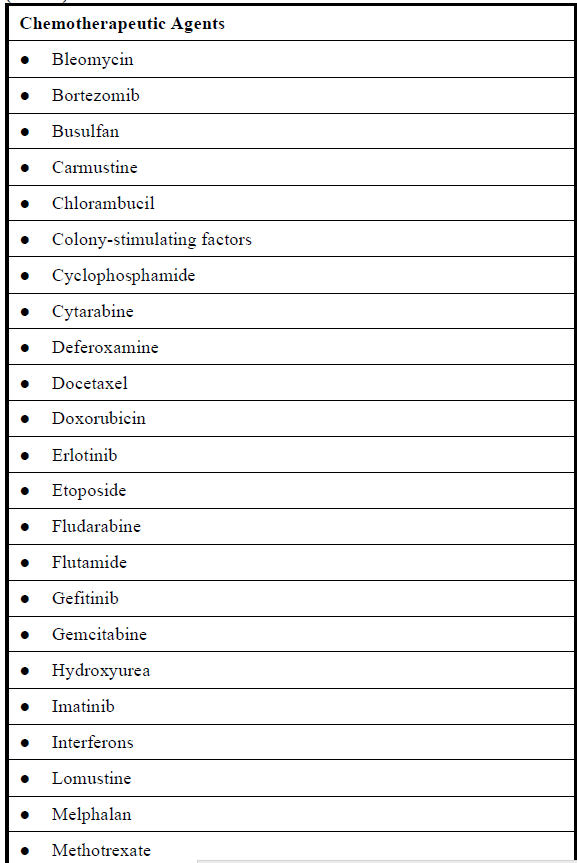 Chemotherapeutic Agents
● Bleomycin
● Bortezomib
● Busulfan
● Carmustine
● Chlorambucil
● Colony-stimulating factors
● Cyclophosphamide
● Cytarabine
● Deferoxamine
● Docetaxel
● Doxorubicin
● Erlotinib
● Etoposide
● Fludarabine
● Flutamide
● Gefitinib
● Gemcitabine
● Hydroxyurea
● Imatinib
● Interferons
● Lomustine
● Melphalan
● Methotrexate